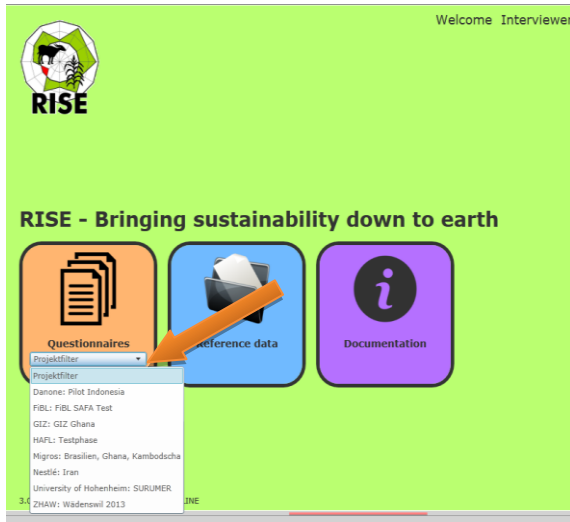 Welcome Interviewer
RISE
RISE - Bringing sustainability down to earth
Questionnaires
Reference data
Documentation
Projektfilter
Projektfilter
Danone: Pilot Indonesia
FiBL: FiBL SAFA Test
GIZ: GIZ Ghana
HAFL: Testphase
Migros: Brasilien, Ghana, Kambodscha
Nestlé: Iran
University of Hohenheim: SURUMER
ZHAW: Wädenswil 2013